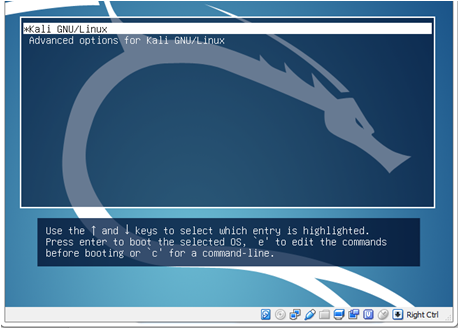 *Kali GNU/Linux
Advanced options for Kali GNU/Linux
Use the ↑ and ↓ keys to select which entry is highlighted.
Press enter to boot the selected OS, `e' to edit the commands
before booting or `c' for a command-line.
Right Ctrl